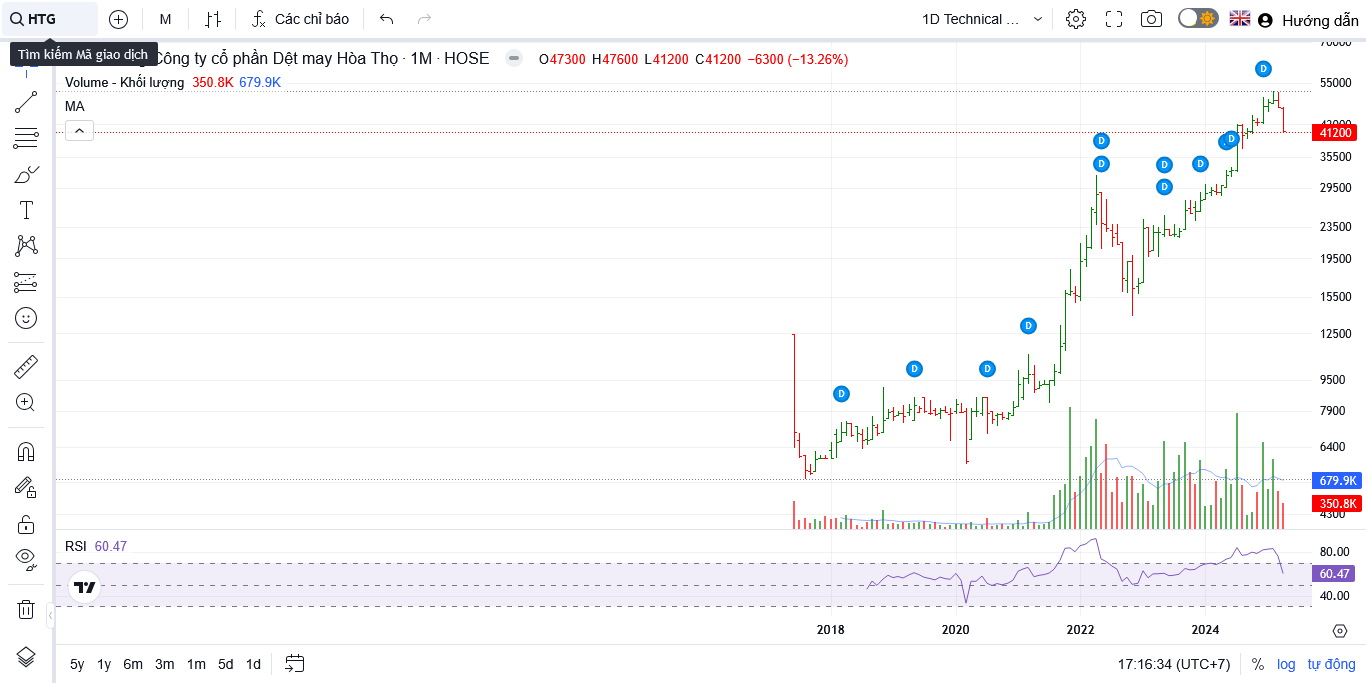 HTG
M
Các chỉ báo
1D Technical ...
Hướng dẫn
Tìm kiếm Mã giao dịch
Công ty cổ phần Dệt may Hòa Thọ · 1M · HOSE
O47300 H47600 L41200 C41200 −6300 (−13.26%)
Volume - Khối lượng 350.8K 679.9K
MA
55000
41200
35500
29500
23500
19500
15500
12500
9500
7900
6400
679.9K
350.8K
4300
D
D
D
D
D
D
D
D
D
D
D
RSI 60.47
80.00
60.47
40.00
2018 2020 2022 2024
5y 1y 6m 3m 1m 5d 1d
17:16:34 (UTC+7) % log tự động